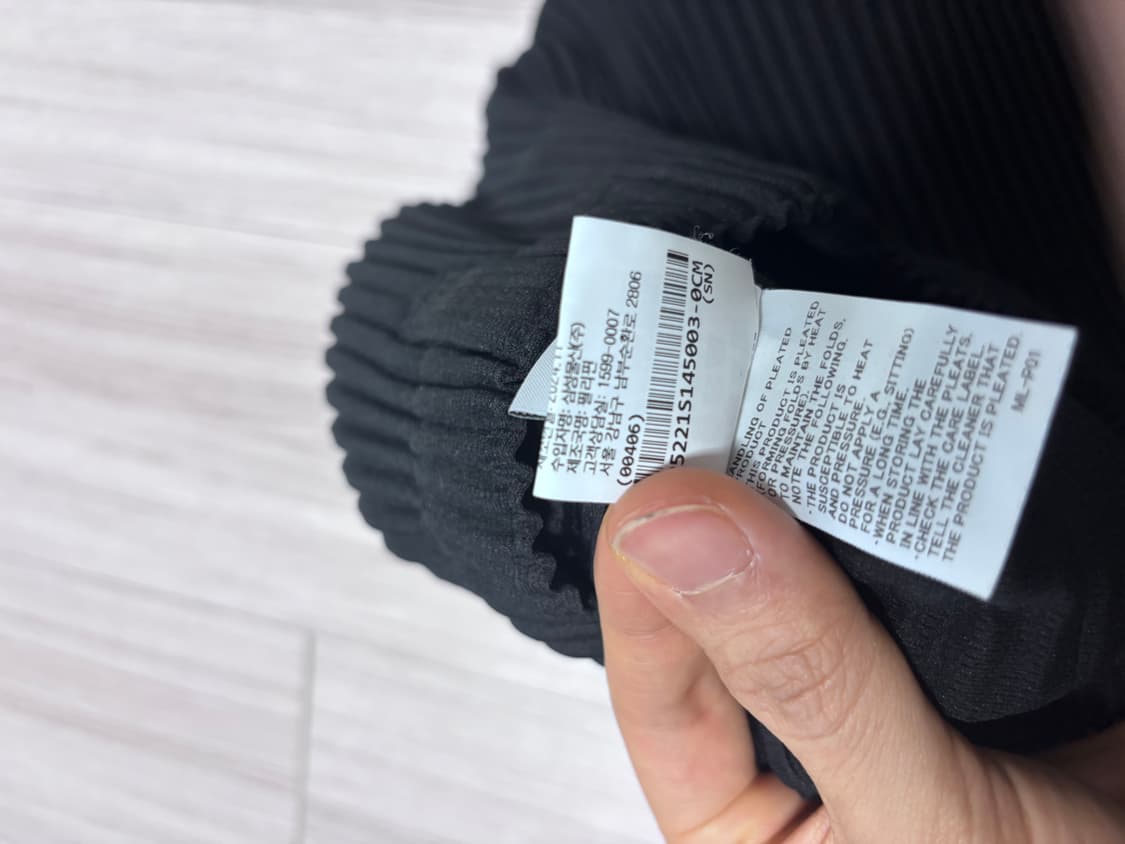 수입자명: 삼성물산(주)
제조국명: 필리핀
고객상담실: 1599-0007
서울 강남구 남부순환로 2806
(00406)
5221S145003-0CM
(SN)
HANDLING OF PLEATED
PRODUCT
THIS PRODUCT IS PLEATED
(FORMING FOLDS BY HEAT
OR PRESSURE).
TO MAINTAIN THE FOLDS,
NOTE THE FOLLOWING.
·THE PRODUCT IS
SUSCEPTIBLE TO HEAT
AND PRESSURE.
DO NOT APPLY
PRESSURE (E.G. A SITTING)
FOR A LONG TIME.
·WHEN STORING THE
PRODUCT LAY CAREFULLY
IN LINE WITH THE PLEATS.
·CHECK THE CARE LABEL.
TELL THE CLEANER THAT
THE PRODUCT IS PLEATED.
ML-P01